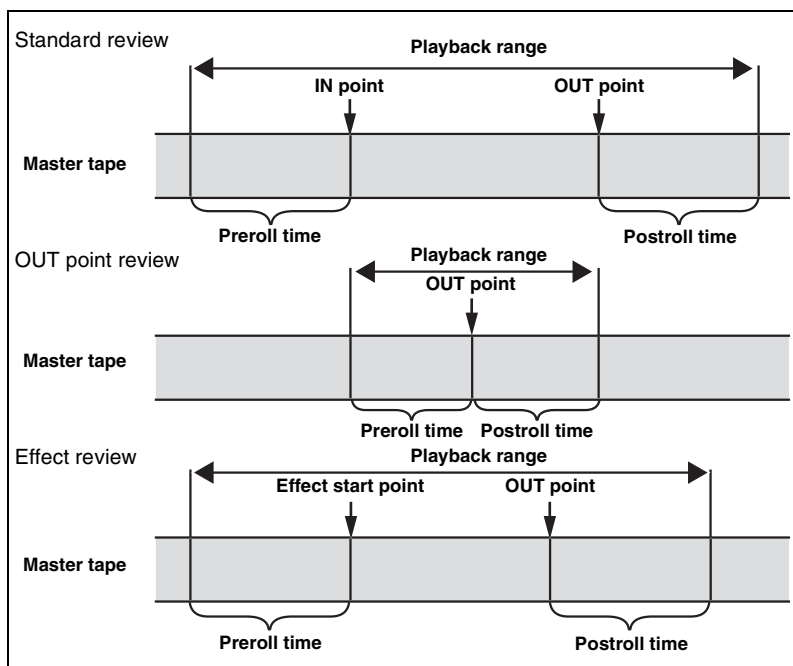 Standard review
Playback range
IN point
OUT point
Master tape
Preroll time
Postroll time
OUT point review
Playback range
OUT point
Master tape
Preroll time
Postroll time
Effect review
Playback range
Effect start point
OUT point
Master tape
Preroll time
Postroll time